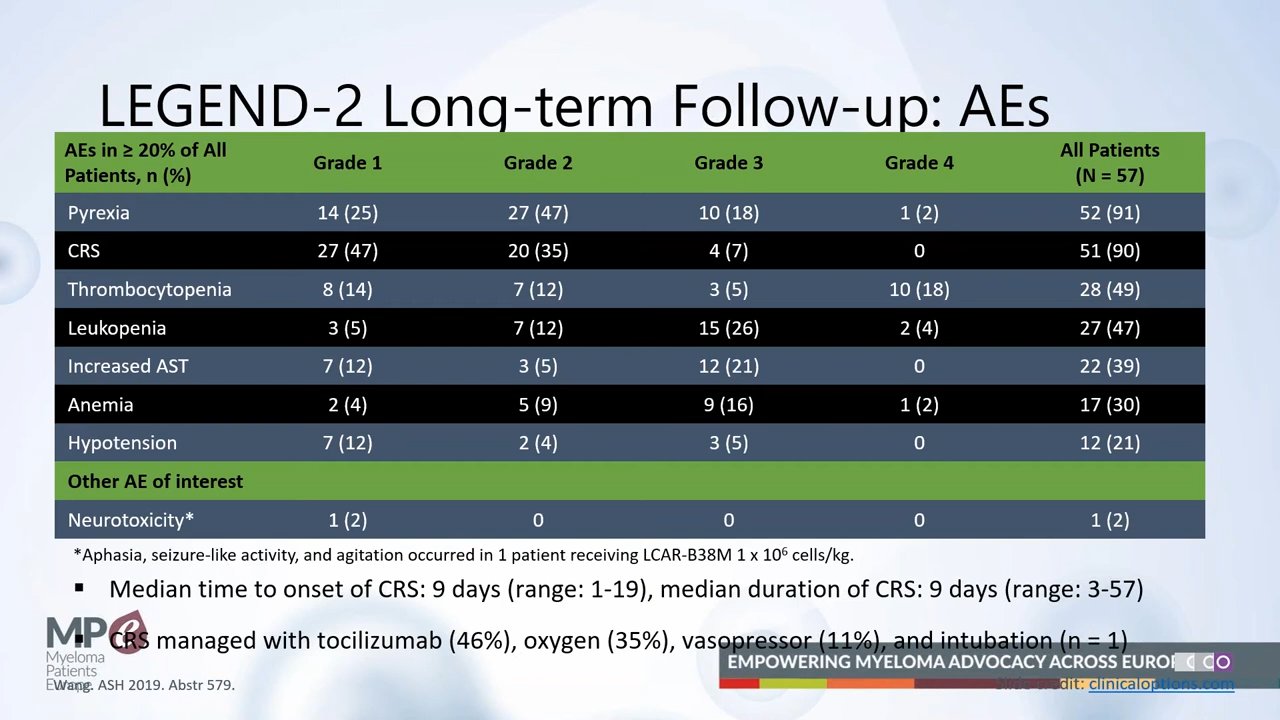 LEGEND-2 Long-term Follow-up: AEs
AEs in ≥ 20% of All Patients, n (%) Grade 1 Grade 2 Grade 3 Grade 4 All Patients (N = 57)
Pyrexia 14 (25) 27 (47) 10 (18) 1 (2) 52 (91)
CRS 27 (47) 20 (35) 4 (7) 0 51 (90)
Thrombocytopenia 8 (14) 7 (12) 3 (5) 10 (18) 28 (49)
Leukopenia 3 (5) 7 (12) 15 (26) 2 (4) 27 (47)
Increased AST 7 (12) 3 (5) 12 (21) 0 22 (39)
Anemia 2 (4) 5 (9) 9 (16) 1 (2) 17 (30)
Hypotension 7 (12) 2 (4) 3 (5) 0 12 (21)
Other AE of interest
Neurotoxicity* 1 (2) 0 0 0 1 (2)
*Aphasia, seizure-like activity, and agitation occurred in 1 patient receiving LCAR-B38M 1 x 10⁶ cells/kg.
▪ Median time to onset of CRS: 9 days (range: 1-19), median duration of CRS: 9 days (range: 3-57)
▪ CRS managed with tocilizumab (46%), oxygen (35%), vasopressor (11%), and intubation (n = 1)
MPe
Myeloma
Patients
Europe
EMPOWERING MYELOMA ADVOCACY ACROSS
CCO
Wang. ASH 2019. Abstr 579.
Slide credit: clinicaloptions.com